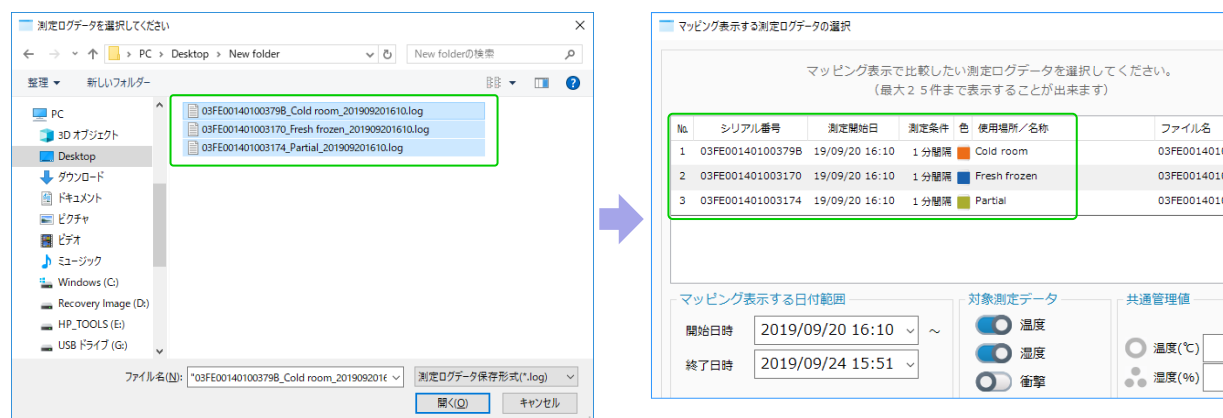 測定ログデータを選択してください
PC > Desktop > New folder
New folderの検索
整理 新しいフォルダー
PC
3D オブジェクト
Desktop
ダウンロード
ドキュメント
ピクチャ
ビデオ
ミュージック
Windows (C:)
Recovery Image (D:)
HP_TOOLS (E:)
USB ドライブ (G:)
03FE00140100379B_Cold room_201909201610.log
03FE001401003170_Fresh frozen_201909201610.log
03FE001401003174_Partial_201909201610.log
ファイル名(N): "03FE00140100379B_Cold room_201909201 測定ログデータ保存形式(*.log)
開く(O) キャンセル
マッピング表示する測定ログデータの選択
マッピング表示で比較したい測定ログデータを選択してください。
（最大２５件まで表示することが出来ます）
No. シリアル番号 測定開始日 測定条件 色 使用場所／名称 ファイル名
1 03FE00140100379B 19/09/20 16:10 １分間隔 Cold room 03FE0014010
2 03FE001401003170 19/09/20 16:10 １分間隔 Fresh frozen 03FE0014010
3 03FE001401003174 19/09/20 16:10 １分間隔 Partial 03FE0014010
マッピング表示する日付範囲 対象測定データ 共通管理値
開始日時 2019/09/20 16:10 ～ 温度
終了日時 2019/09/24 15:51 湿度 温度(℃)
衝撃 湿度(%)